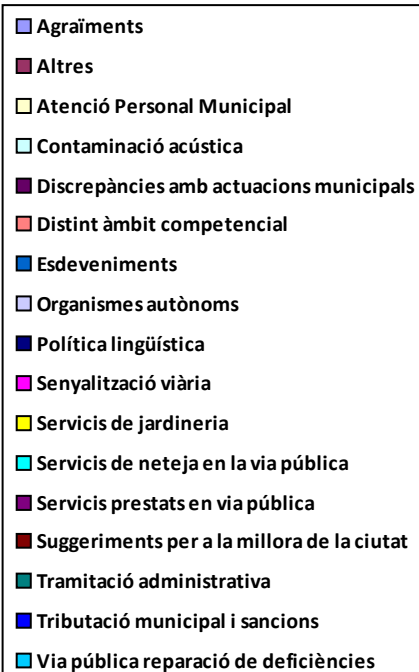 Agraïments
Altres
Atenció Personal Municipal
Contaminació acústica
Discrepàncies amb actuacions municipals
Distint àmbit competencial
Esdeveniments
Organismes autònoms
Política lingüística
Senyalització viària
Servicis de jardineria
Servicis de neteja en la via pública
Servicis prestats en via pública
Suggeriments per a la millora de la ciutat
Tramitació administrativa
Tributació municipal i sancions
Via pública reparació de deficiències